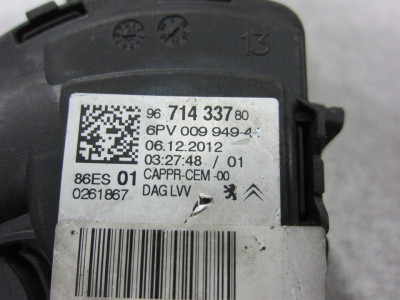 13
96 714 337 80
6PV 009 949-4
06.12.2012
03:27:48 / 01
86ES 01 CAPPR-CEM -00
0261867 DAG LVV